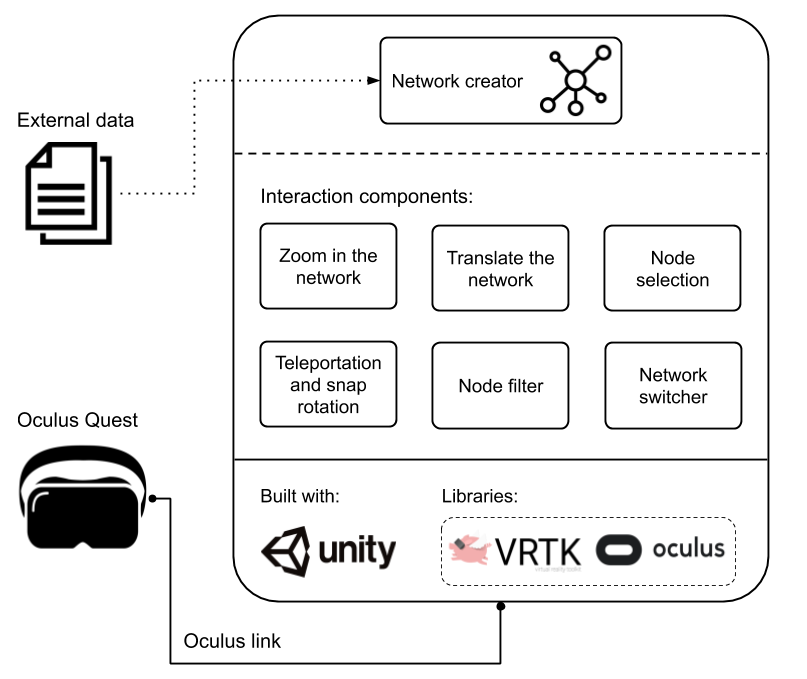 Network creator
External data
Interaction components:
Zoom in the
network
Translate the
network
Node
selection
Teleportation
and snap
rotation
Node filter
Network
switcher
Oculus Quest
Built with:
Libraries:
unity
VRTK
oculus
Oculus link